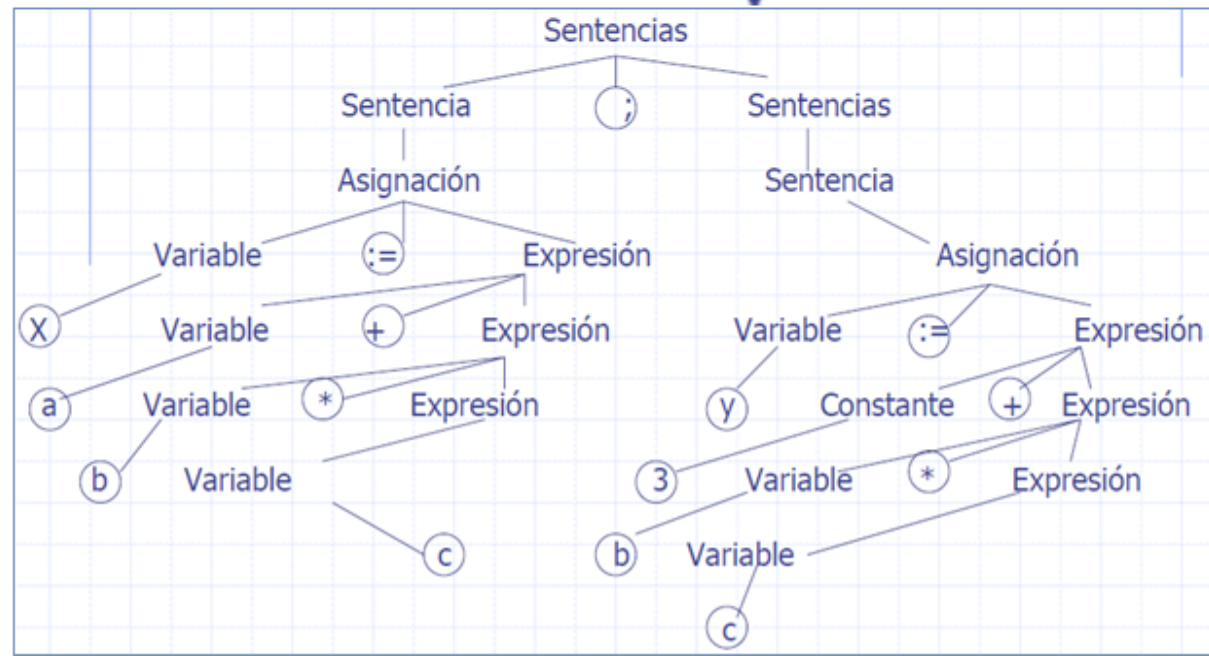 Sentencias
Sentencia ; Sentencias
Asignación Sentencia
Variable := Expresión Asignación
X Variable + Expresión Variable := Expresión
a Variable * Expresión y Constante + Expresión
b Variable 3 Variable * Expresión
c b Variable
c